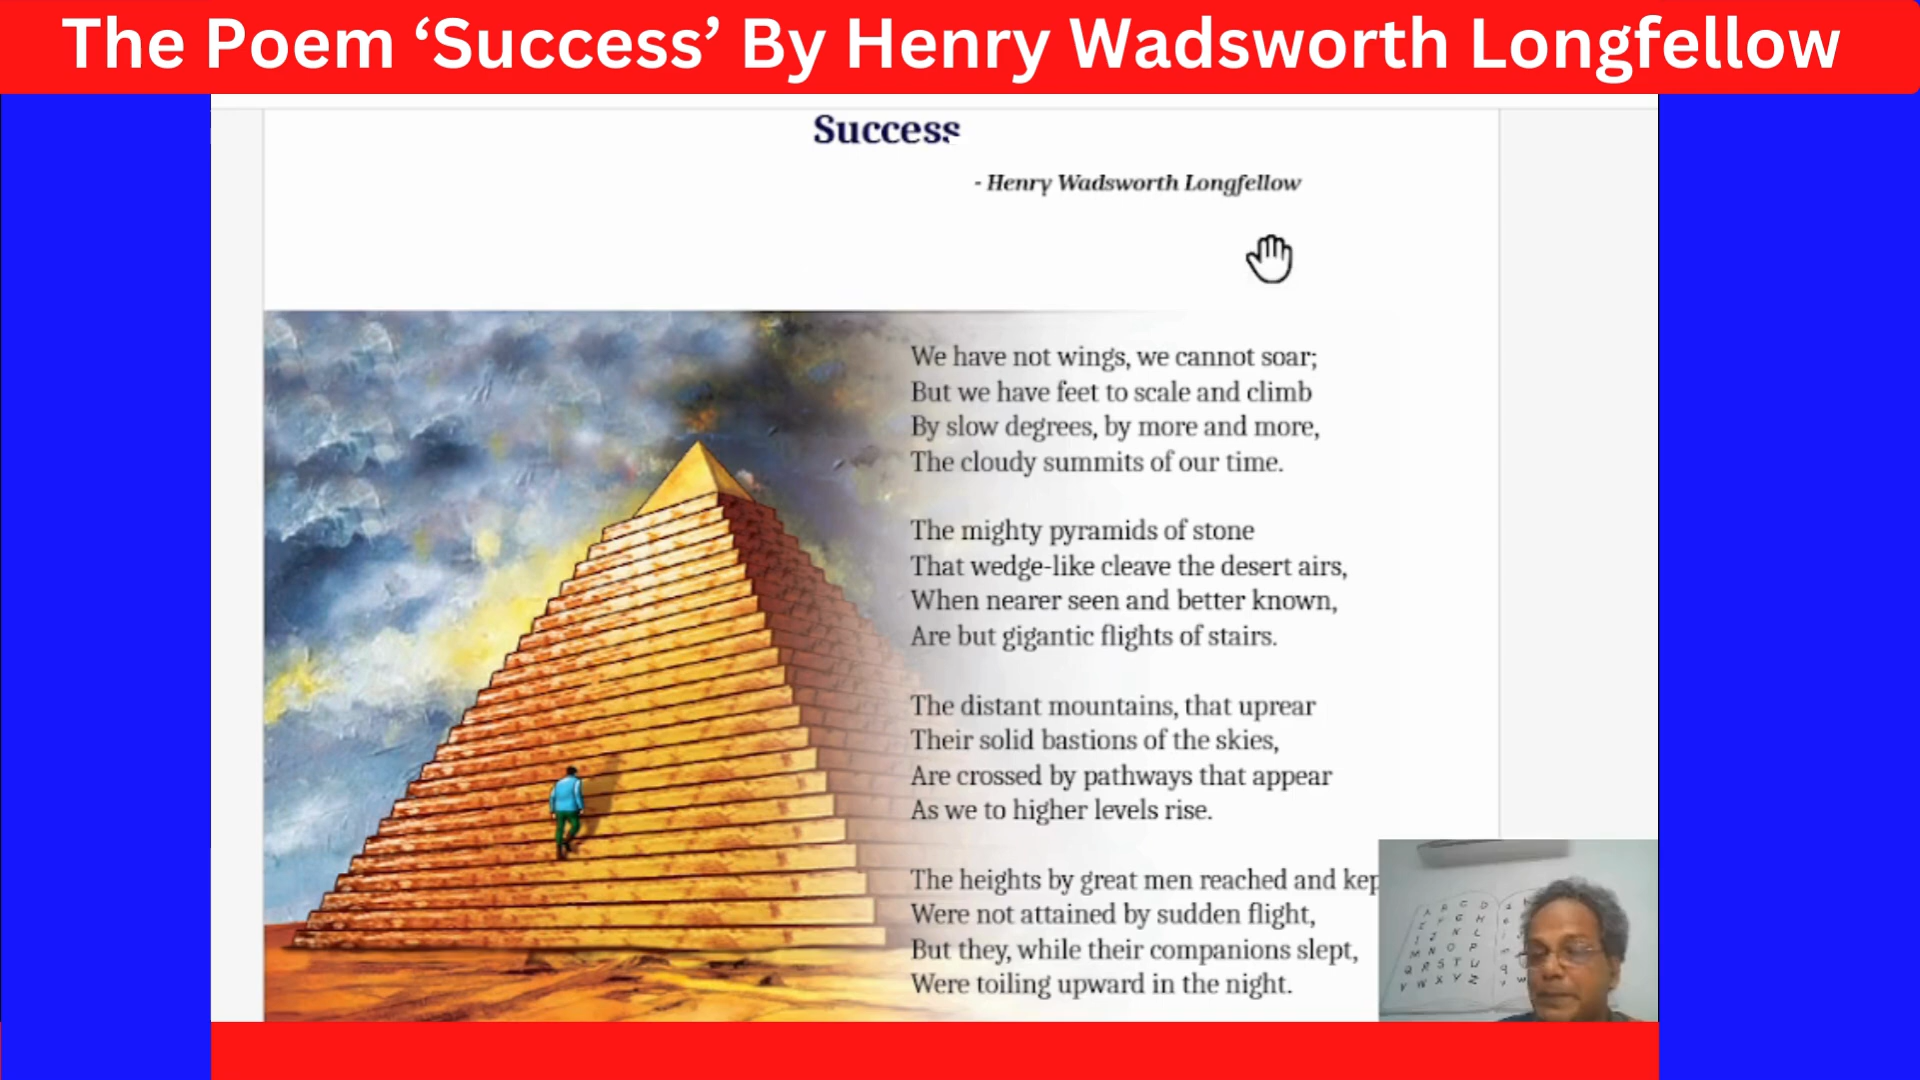 The Poem ‘Success’ By Henry Wadsworth Longfellow
Success
- Henry Wadsworth Longfellow
We have not wings, we cannot soar;
But we have feet to scale and climb
By slow degrees, by more and more,
The cloudy summits of our time.
The mighty pyramids of stone
That wedge-like cleave the desert airs,
When nearer seen and better known,
Are but gigantic flights of stairs.
The distant mountains, that uprear
Their solid bastions of the skies,
Are crossed by pathways that appear
As we to higher levels rise.
The heights by great men reached and kep
Were not attained by sudden flight,
But they, while their companions slept,
Were toiling upward in the night.
A B C D
M N O P
Q R S T U
V W X Y Z